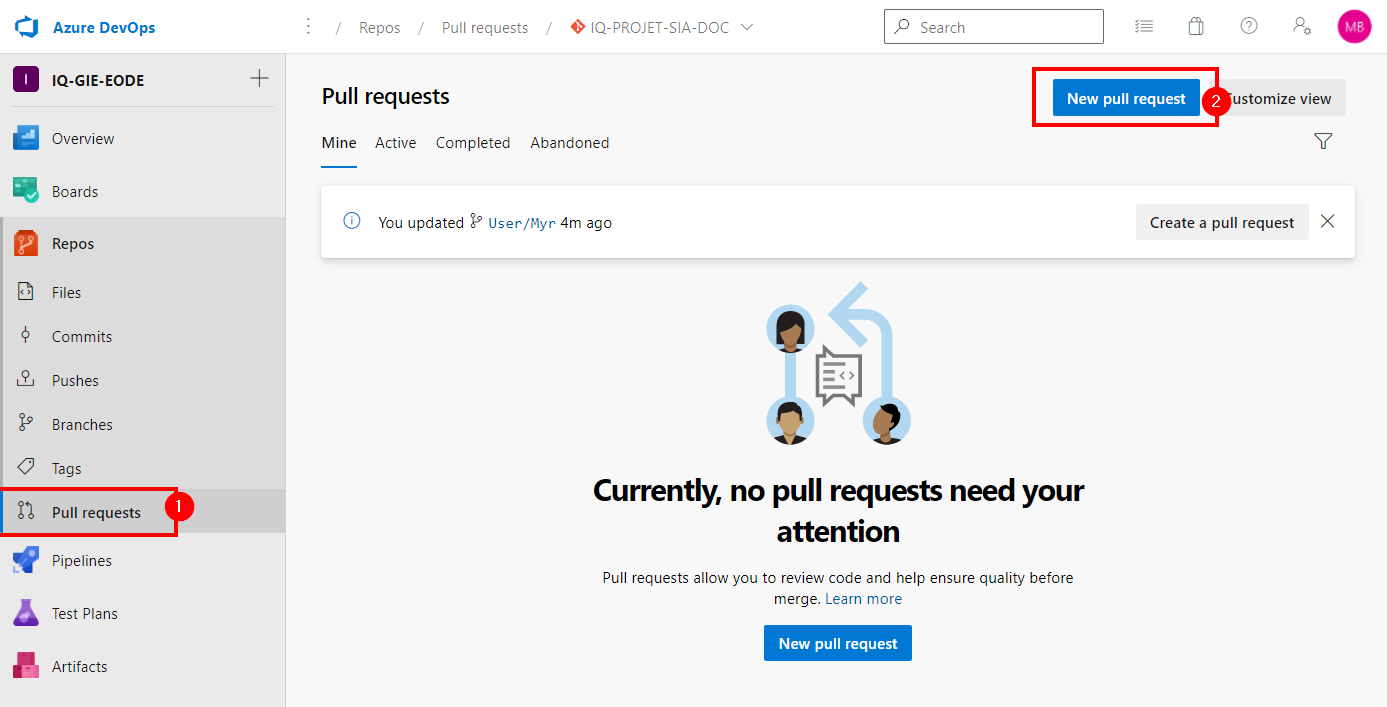 Azure DevOps
/ Repos / Pull requests / IQ-PROJET-SIA-DOC
Search
MB
I IQ-GIE-EODE
Overview
Boards
Repos
Files
Commits
Pushes
Branches
Tags
Pull requests
1
Pipelines
Test Plans
Artifacts
Pull requests
New pull request
2
ustomize view
Mine Active Completed Abandoned
You updated User/Myr 4m ago
Create a pull request
Currently, no pull requests need your
attention
Pull requests allow you to review code and help ensure quality before
merge. Learn more
New pull request